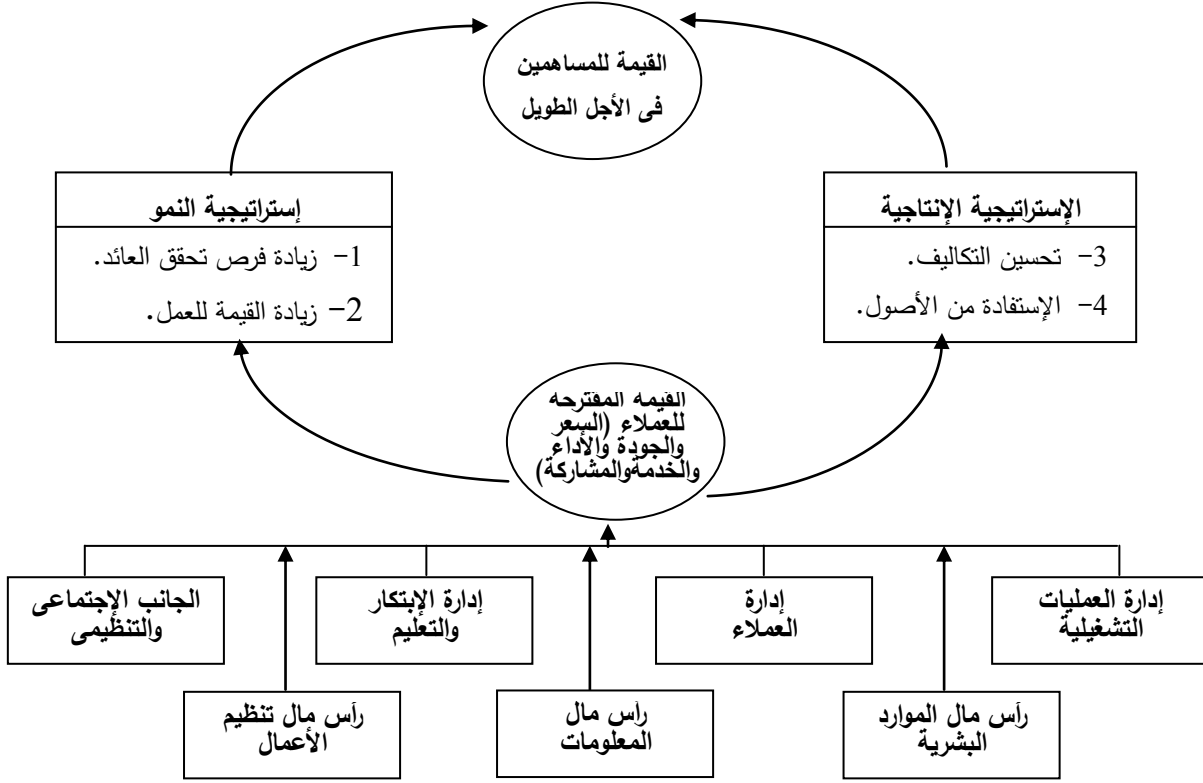 القيمة للمساهمين
فى الأجل الطويل
الإستراتيجية الإنتاجية
3- تحسين التكاليف.
4- الإستفادة من الأصول.
إستراتيجية النمو
1- زيادة فرص تحقق العائد.
2- زيادة القيمة للعمل.
القيمه المقترحه
للعملاء (السعر
والجودة والأداء
والخدمةوالمشاركة)
إدارة العمليات
التشغيلية
إدارة
العملاء
إدارة الإبتكار
والتعليم
الجانب الإجتماعى
والتنظيمى
رأس مال الموارد
البشرية
رأس مال
المعلومات
رأس مال تنظيم
الأعمال